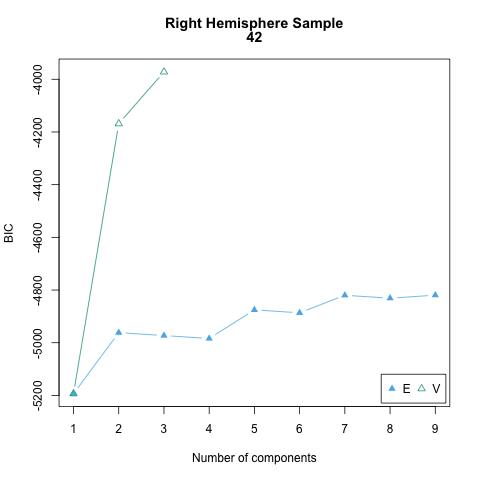 Right Hemisphere Sample
42
-4000
-4200
-4400
-4600
-4800
-5000
-5200
BIC
1 2 3 4 5 6 7 8 9
Number of components
E V